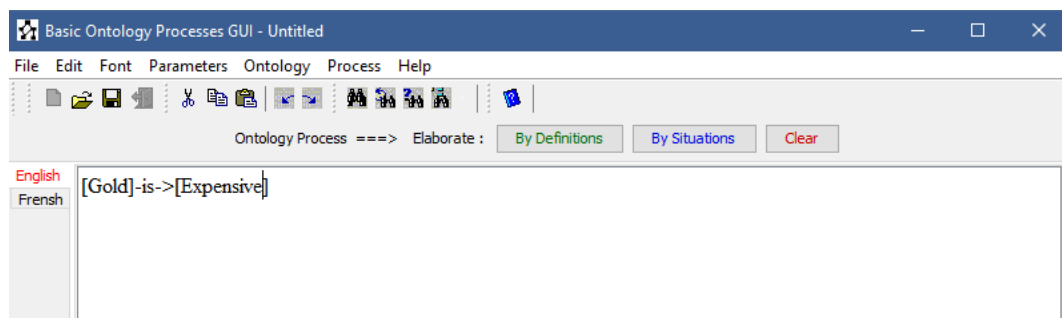 Basic Ontology Processes GUI - Untitled
File Edit Font Parameters Ontology Process Help
Ontology Process ===> Elaborate : By Definitions By Situations Clear
English
Frensh
[Gold]-is->[Expensive]